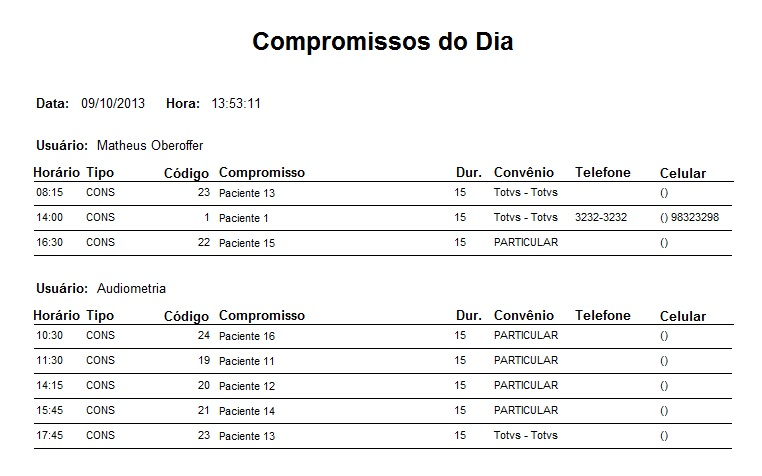 Compromissos do Dia
Data: 09/10/2013 Hora: 13:53:11
Usuário: Matheus Oberoffer
Horário Tipo Código Compromisso Dur. Convênio Telefone Celular
08:15 CONS 23 Paciente 13 15 Totvs - Totvs ()
14:00 CONS 1 Paciente 1 15 Totvs - Totvs 3232-3232 () 98323298
16:30 CONS 22 Paciente 15 15 PARTICULAR ()
Usuário: Audiometria
Horário Tipo Código Compromisso Dur. Convênio Telefone Celular
10:30 CONS 24 Paciente 16 15 PARTICULAR ()
11:30 CONS 19 Paciente 11 15 PARTICULAR ()
14:15 CONS 20 Paciente 12 15 PARTICULAR ()
15:45 CONS 21 Paciente 14 15 PARTICULAR ()
17:45 CONS 23 Paciente 13 15 Totvs - Totvs ()